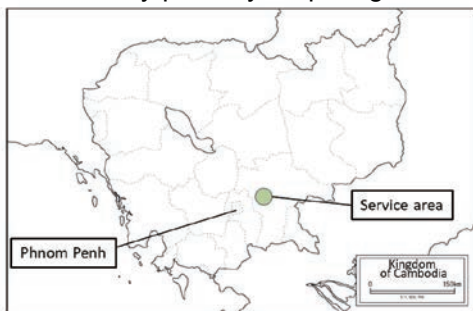 Service area
Phnom Penh
Kingdom
of Cambodia
0 150km